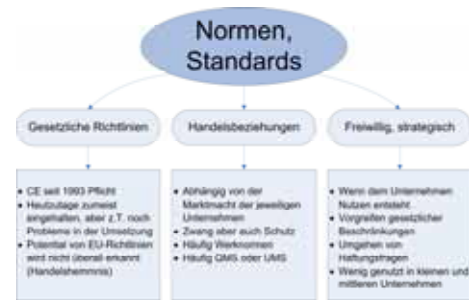 Normen,
Standards
Gesetzliche Richtlinien
Handelsbeziehungen
Freiwillig, strategisch
• CE seit 1993 Pflicht
• Heutzutage zumeist
eingehalten, aber z.T. noch
Probleme in der Umsetzung
• Potential von EU-Richtlinien
wird nicht überall erkannt
(Handelshemmnis)
• Abhängig von der
Marktmacht der jeweiligen
Unternehmen
• Zwang aber auch Schutz
• Häufig Werknormen
• Häufig QMS oder UMS
• Wenn dem Unternehmen
Nutzen entsteht
• Vorgreifen gesetzlicher
Beschränkungen
• Umgehen von
Haftungsfragen
• Wenig genutzt in kleinen und
mittleren Unternehmen